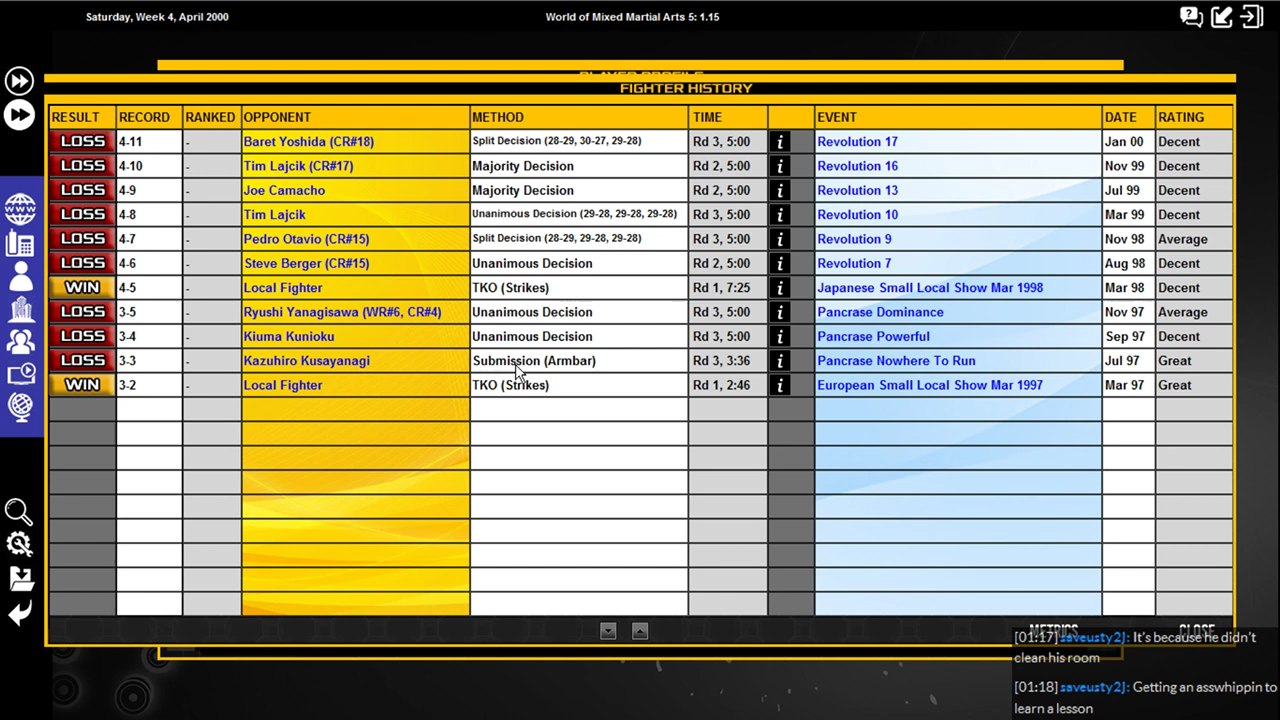 Saturday, Week 4, April 2000 World of Mixed Martial Arts 5: 1.15
PLAYER PROFILE
FIGHTER HISTORY
RESULT RECORD RANKED OPPONENT METHOD TIME EVENT DATE RATING
LOSS 4-11 - Baret Yoshida (CR#18) Split Decision (28-29, 30-27, 29-28) Rd 3, 5:00 i Revolution 17 Jan 00 Decent
LOSS 4-10 - Tim Lajcik (CR#17) Majority Decision Rd 2, 5:00 i Revolution 16 Nov 99 Decent
LOSS 4-9 - Joe Camacho Majority Decision Rd 2, 5:00 i Revolution 13 Jul 99 Decent
LOSS 4-8 - Tim Lajcik Unanimous Decision (29-28, 29-28, 29-28) Rd 3, 5:00 i Revolution 10 Mar 99 Decent
LOSS 4-7 - Pedro Otavio (CR#15) Split Decision (28-29, 29-28, 29-28) Rd 3, 5:00 i Revolution 9 Nov 98 Average
LOSS 4-6 - Steve Berger (CR#15) Unanimous Decision Rd 2, 5:00 i Revolution 7 Aug 98 Decent
WIN 4-5 - Local Fighter TKO (Strikes) Rd 1, 7:25 i Japanese Small Local Show Mar 1998 Mar 98 Decent
LOSS 3-5 - Ryushi Yanagisawa (WR#6, CR#4) Unanimous Decision Rd 3, 5:00 i Pancrase Dominance Nov 97 Average
LOSS 3-4 - Kiuma Kunioku Unanimous Decision Rd 3, 5:00 i Pancrase Powerful Sep 97 Decent
LOSS 3-3 - Kazuhiro Kusayanagi Submission (Armbar) Rd 3, 3:36 i Pancrase Nowhere To Run Jul 97 Great
WIN 3-2 - Local Fighter TKO (Strikes) Rd 1, 2:46 i European Small Local Show Mar 1997 Mar 97 Great
METRICS CLOSE
[01:17] saveusty2J: It's because he didn't
clean his room
[01:18] saveusty2J: Getting an asswhippin to
learn a lesson